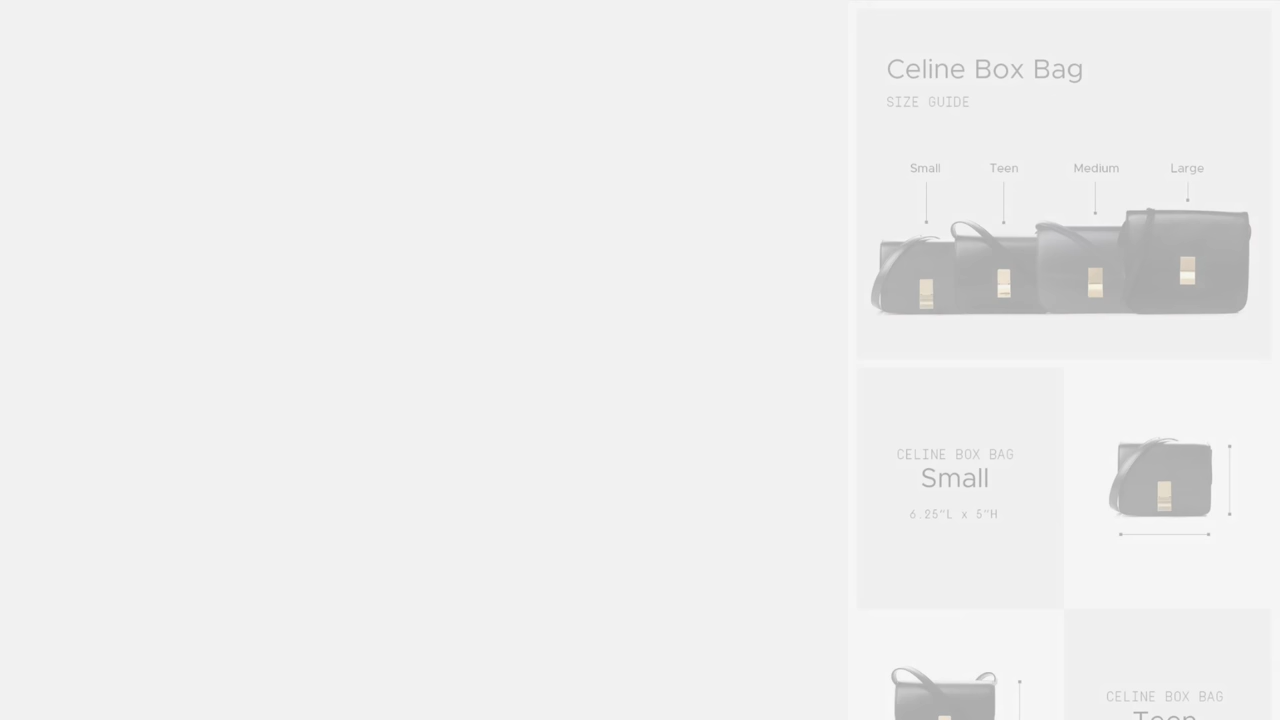 Celine Box Bag
SIZE GUIDE
Small Teen Medium Large
CELINE BOX BAG
Small
6.25"L x 5"H
CELINE BOX BAG
Teen